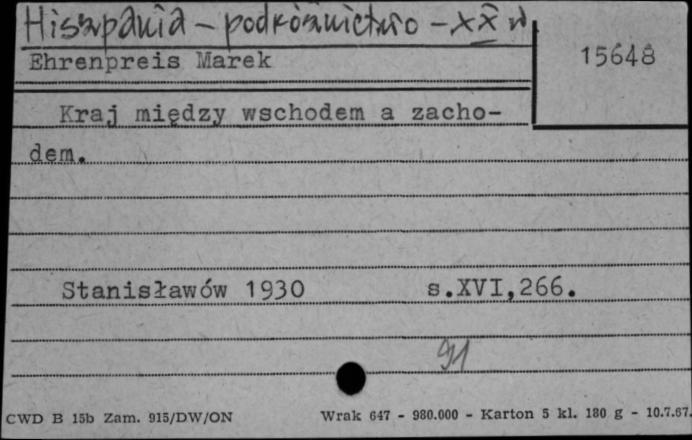 Hiszpania - podróżnictwo - XX w
Ehrenpreis Marek
15648
Kraj między wschodem a zacho-
dem.
Stanisławów 1930 s.XVI,266.
91
CWD B 15b Zam. 915/DW/ON Wrak 647 - 980.000 - Karton 5 kl. 180 g - 10.7.67.